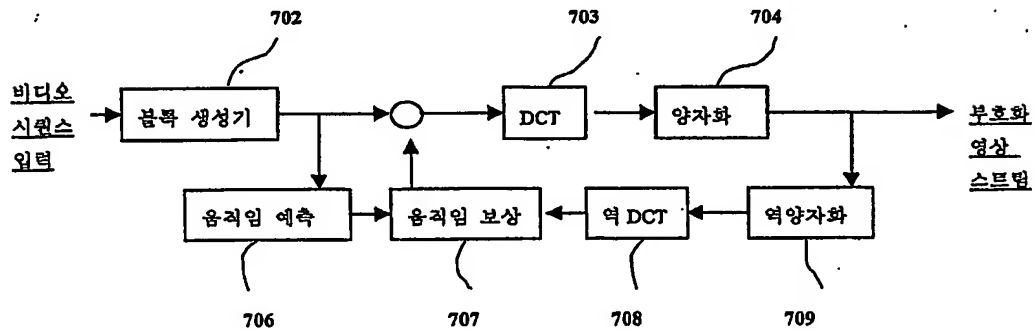 702
703
704
비디오
시퀀스
입력
블록 생성기
DCT
양자화
부호화
영상
스트림
움직임 예측
움직임 보상
역 DCT
역양자화
706
707
708
709